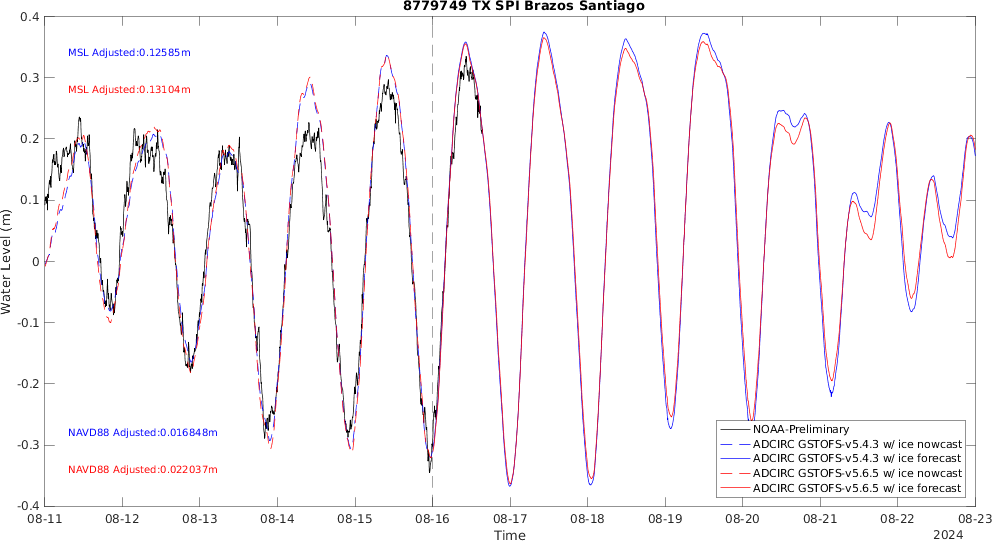 8779749 TX SPI Brazos Santiago
MSL Adjusted:0.12585m
MSL Adjusted:0.13104m
NAVD88 Adjusted:0.016848m
NAVD88 Adjusted:0.022037m
Water Level (m)
0.4
0.3
0.2
0.1
0
-0.1
-0.2
-0.3
-0.4
NOAA-Preliminary
ADCIRC GSTOFS-v5.4.3 w/ ice nowcast
ADCIRC GSTOFS-v5.4.3 w/ ice forecast
ADCIRC GSTOFS-v5.6.5 w/ ice nowcast
ADCIRC GSTOFS-v5.6.5 w/ ice forecast
08-11 08-12 08-13 08-14 08-15 08-16 08-17 08-18 08-19 08-20 08-21 08-22 08-23
Time
2024